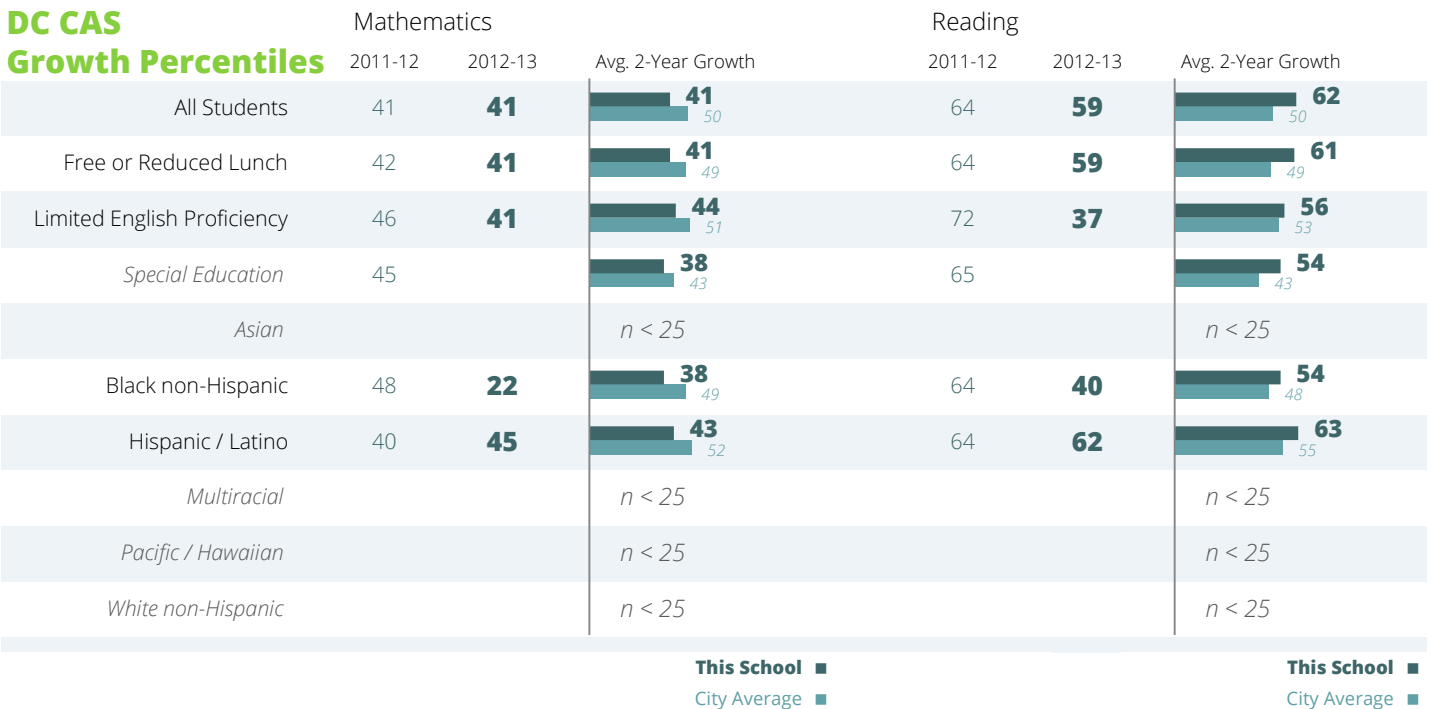 DC CAS
Growth Percentiles
Mathematics Reading
2011-12 2012-13 Avg. 2-Year Growth 2011-12 2012-13 Avg. 2-Year Growth
All Students 41 41 41 50 64 59 62 50
Free or Reduced Lunch 42 41 41 49 64 59 61 49
Limited English Proficiency 46 41 44 51 72 37 56 53
Special Education 45 38 43 65 54 43
Asian n < 25 n < 25
Black non-Hispanic 48 22 38 49 64 40 54 48
Hispanic / Latino 40 45 43 52 64 62 63 55
Multiracial n < 25 n < 25
Pacific / Hawaiian n < 25 n < 25
White non-Hispanic n < 25 n < 25
This School This School
City Average City Average